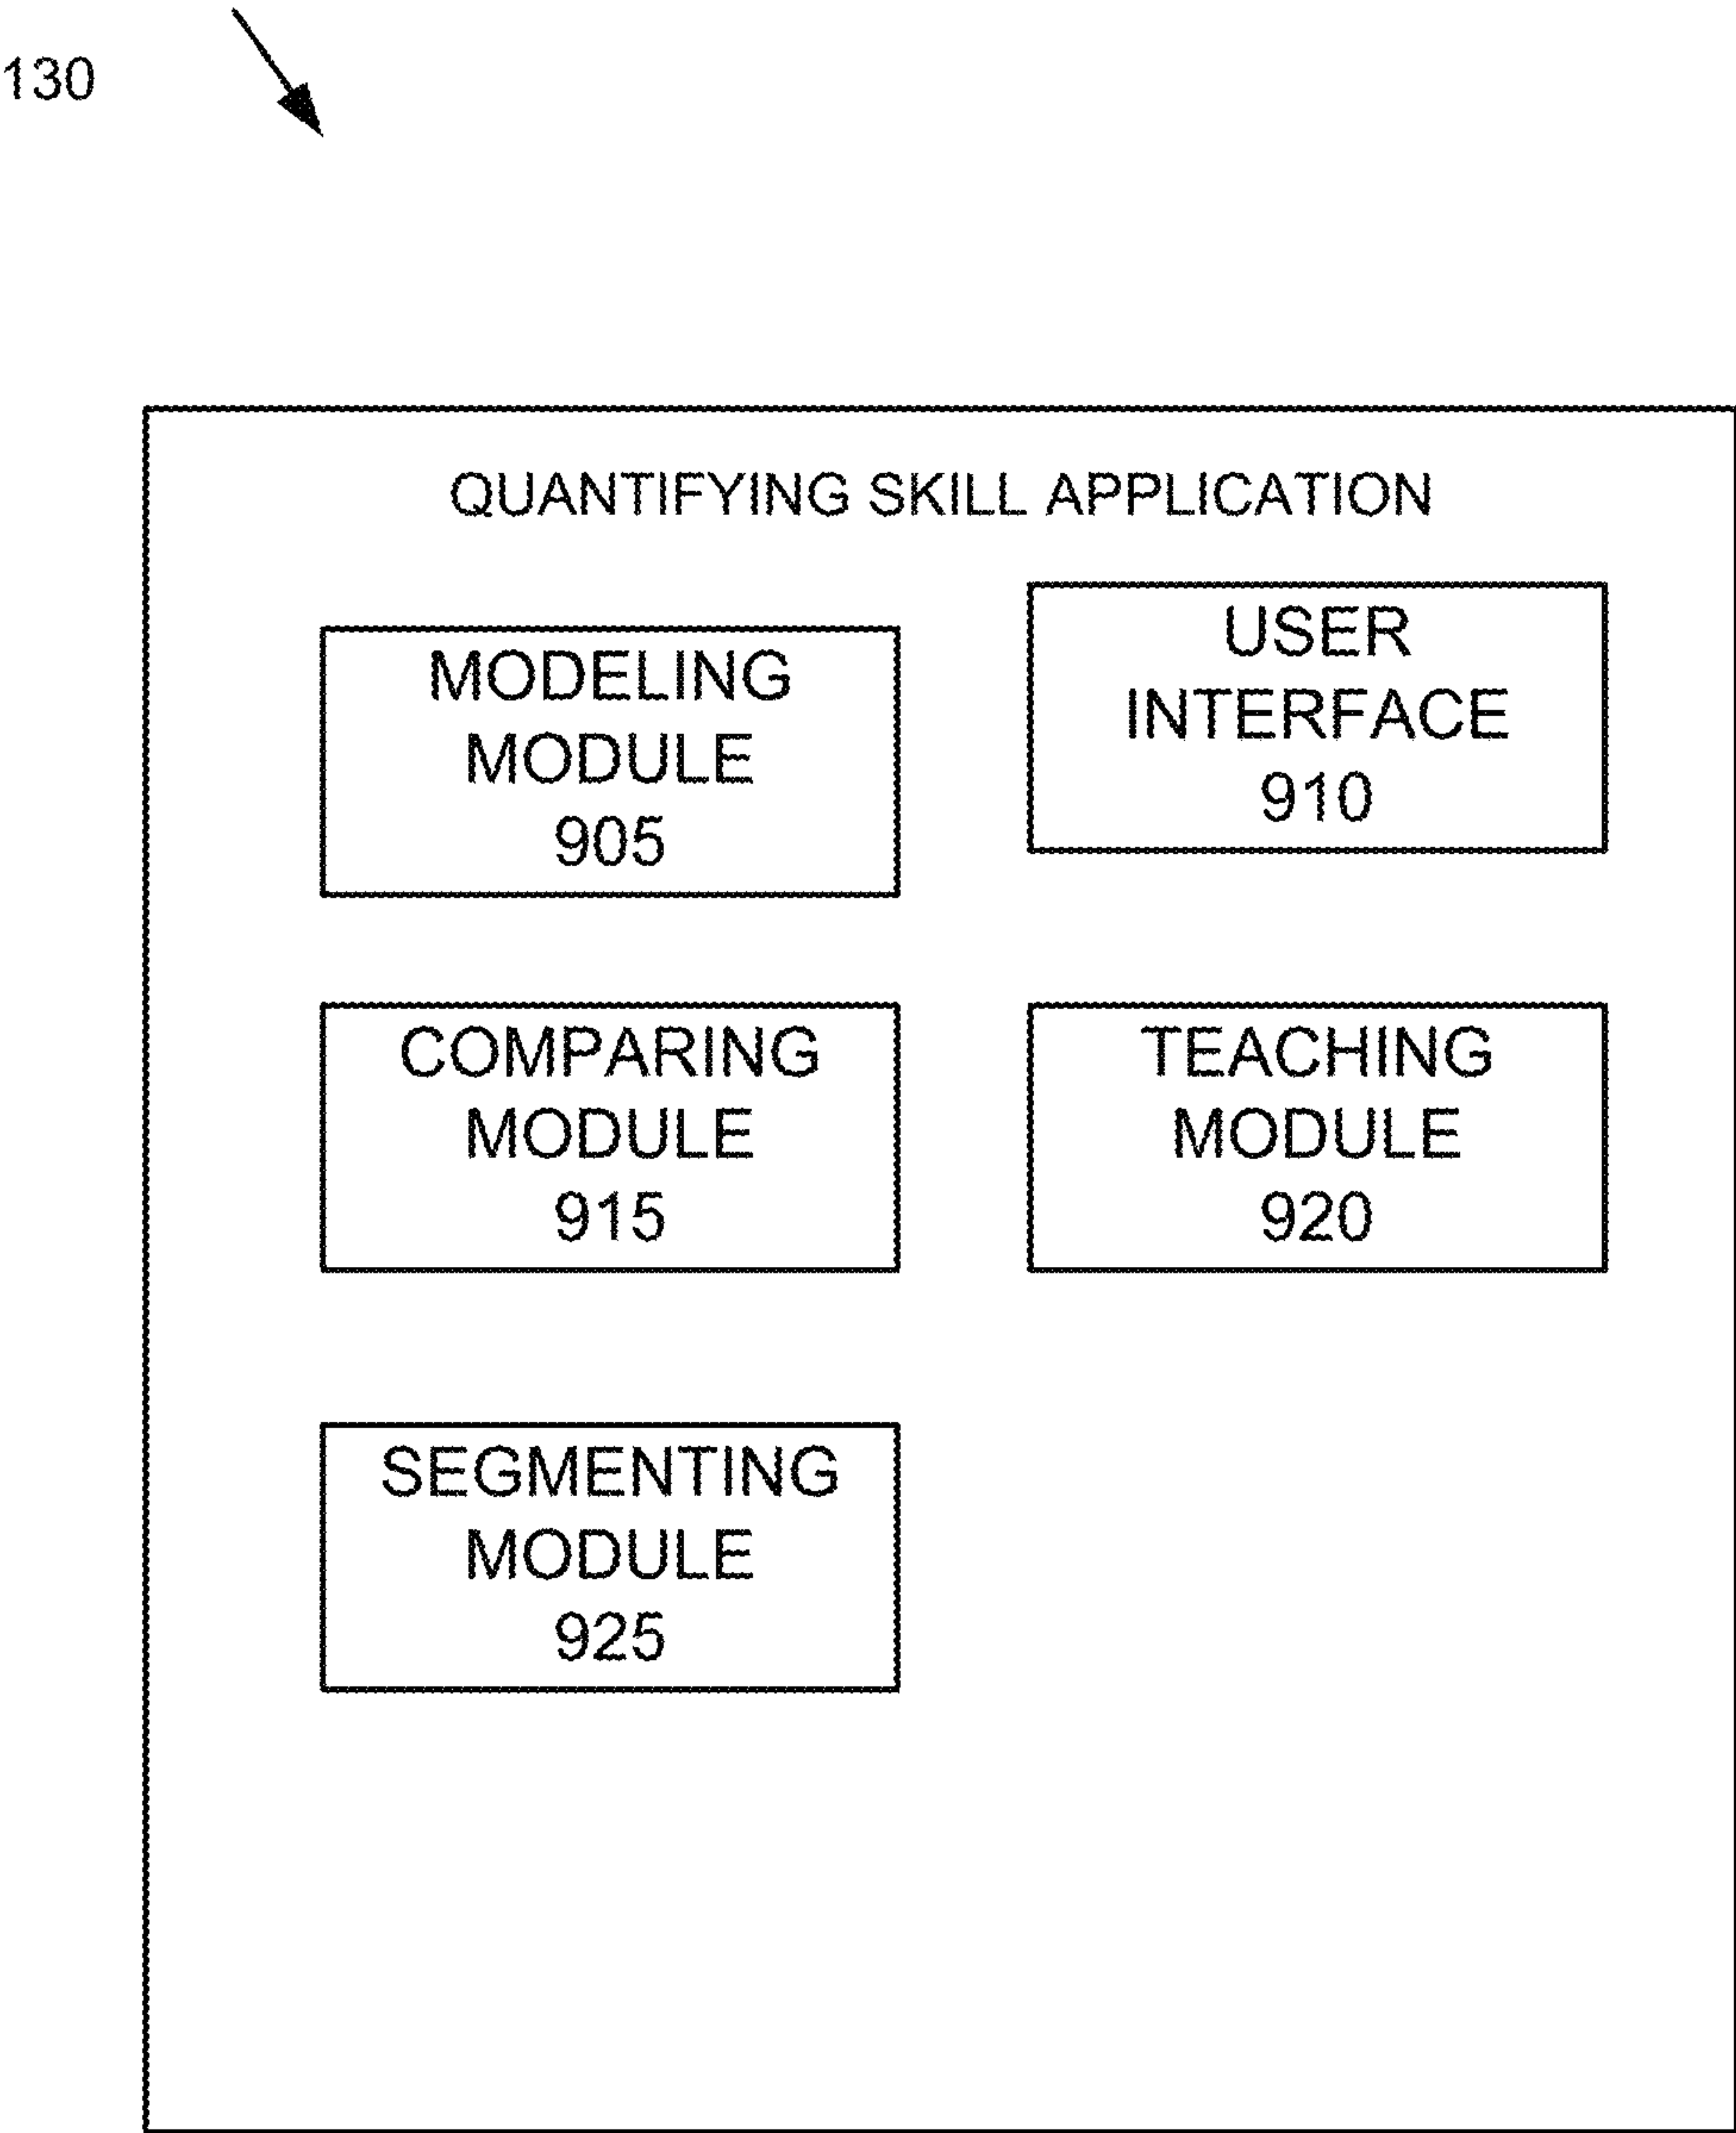 130
QUANTIFYING SKILL APPLICATION
MODELING
MODULE
905
USER
INTERFACE
910
COMPARING
MODULE
915
TEACHING
MODULE
920
SEGMENTING
MODULE
925